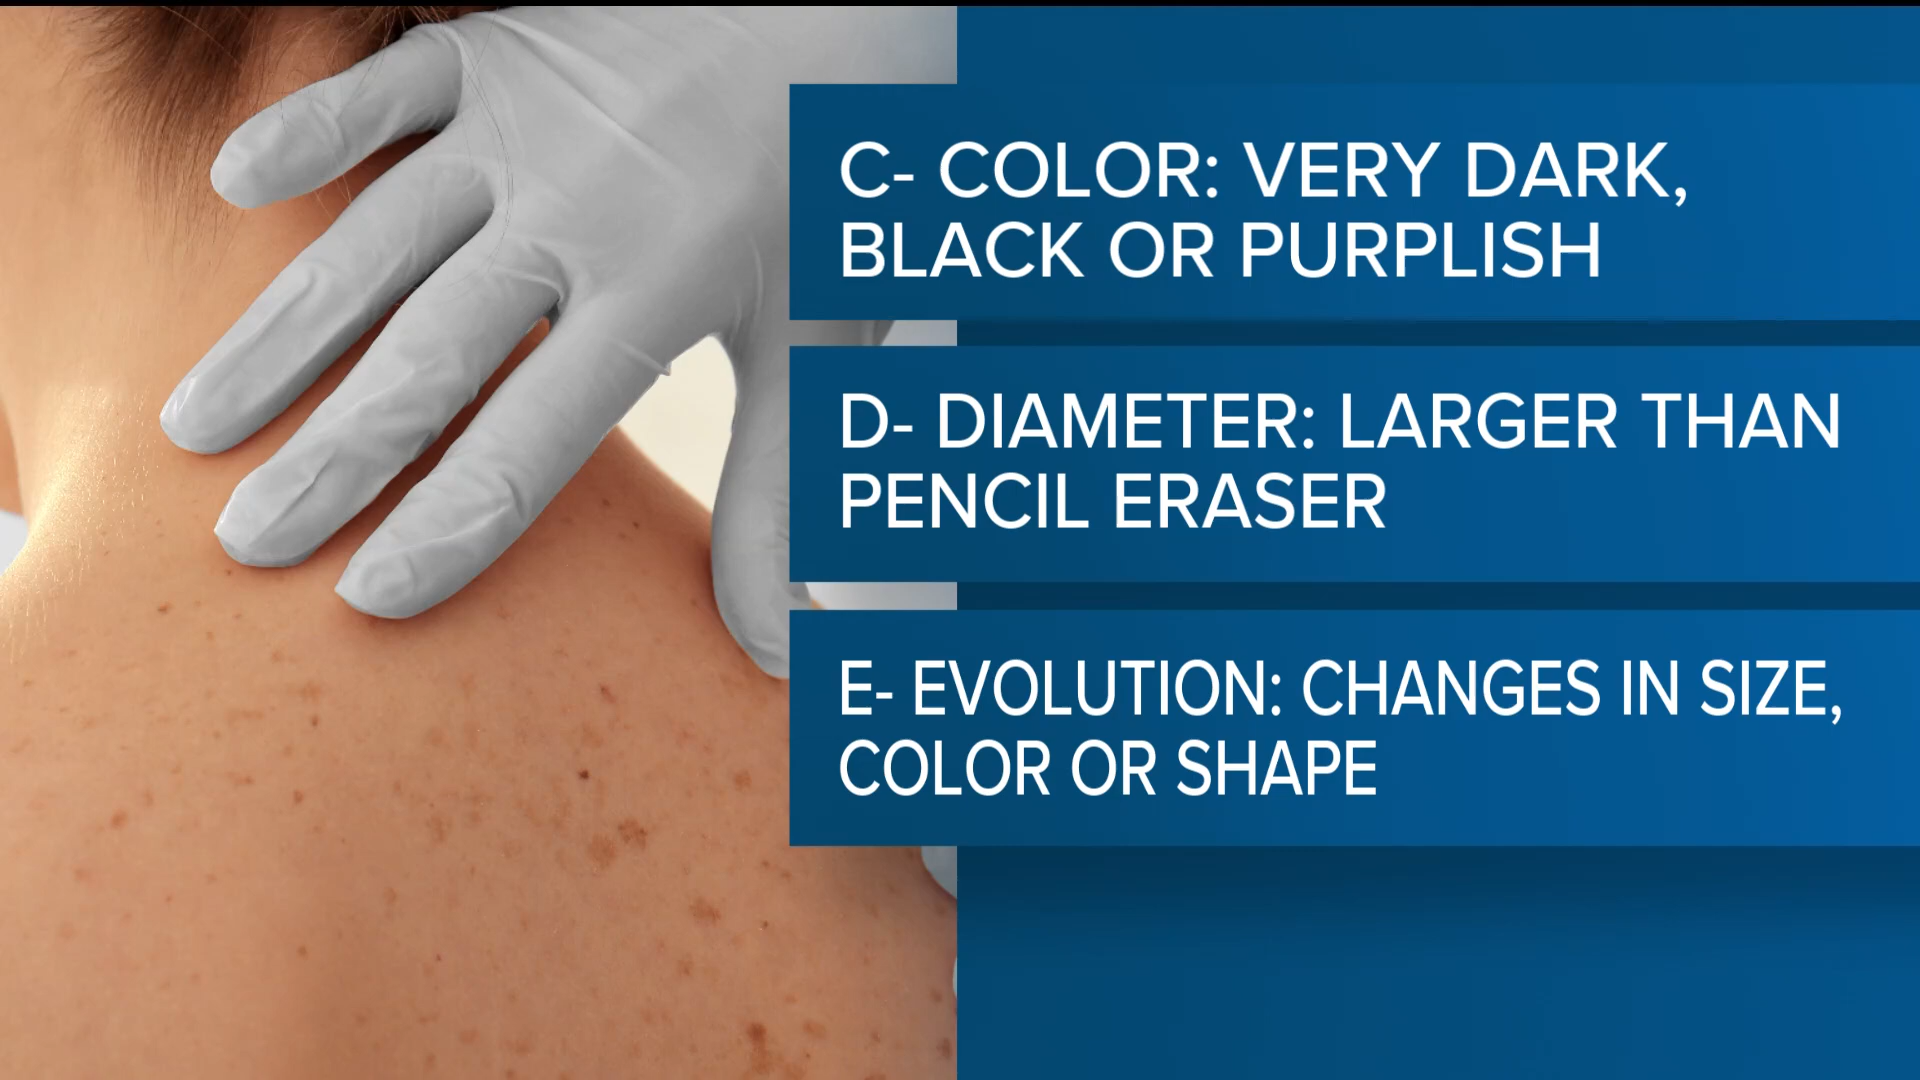 C- COLOR: VERY DARK,
BLACK OR PURPLISH
D- DIAMETER: LARGER THAN
PENCIL ERASER
E- EVOLUTION: CHANGES IN SIZE,
COLOR OR SHAPE